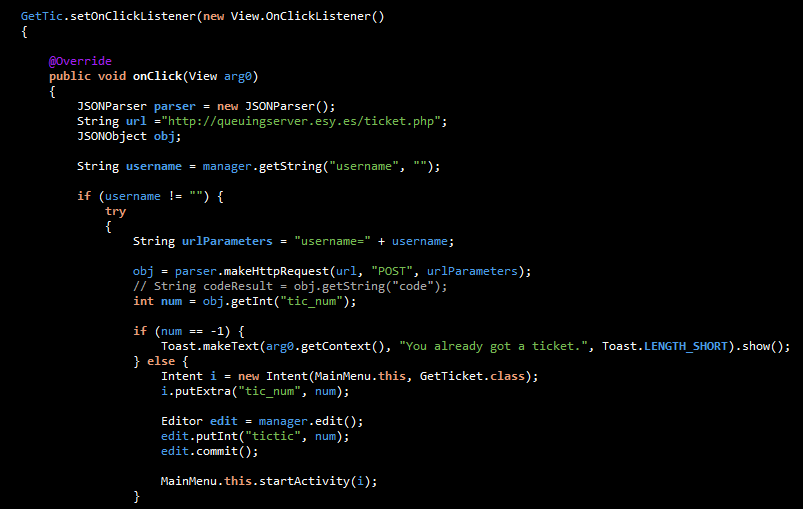 GetTic.setOnClickListener(new View.OnClickListener()
{
@Override
public void onClick(View arg0)
{
JSONParser parser = new JSONParser();
String url ="http://queuingserver.esy.es/ticket.php";
JSONObject obj;
String username = manager.getString("username", "");
if (username != "") {
try
{
String urlParameters = "username=" + username;
obj = parser.makeHttpRequest(url, "POST", urlParameters);
// String codeResult = obj.getString("code");
int num = obj.getInt("tic_num");
if (num == -1) {
Toast.makeText(arg0.getContext(), "You already got a ticket.", Toast.LENGTH_SHORT).show();
} else {
Intent i = new Intent(MainMenu.this, GetTicket.class);
i.putExtra("tic_num", num);
Editor edit = manager.edit();
edit.putInt("tictic", num);
edit.commit();
MainMenu.this.startActivity(i);
}